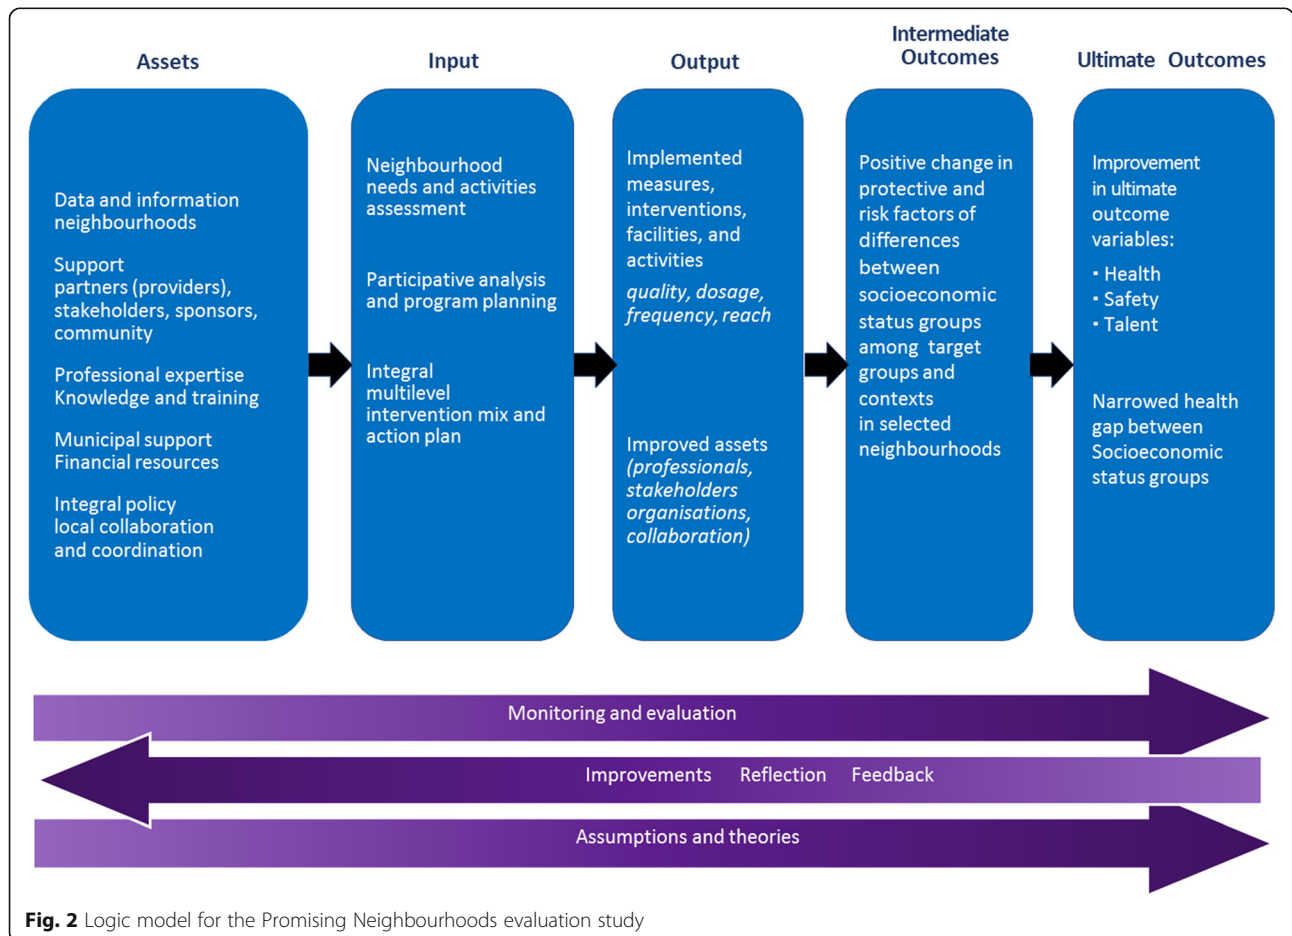 Assets
Input
Output
Intermediate
Outcomes
Ultimate Outcomes
Data and information
neighbourhoods
Support
partners (providers),
stakeholders, sponsors,
community
Professional expertise
Knowledge and training
Municipal support
Financial resources
Integral policy
local collaboration
and coordination
Neighbourhood
needs and activities
assessment
Participative analysis
and program planning
Integral
multilevel
intervention mix and
action plan
Implemented
measures,
interventions,
facilities, and
activities
quality, dosage,
frequency, reach
Improved assets
(professionals,
stakeholders
organisations,
collaboration)
Positive change in
protective and
risk factors of
differences
between
socioeconomic
status groups
among target
groups and
contexts
in selected
neighbourhoods
Improvement
in ultimate
outcome
variables:
▪ Health
▪ Safety
▪ Talent
Narrowed health
gap between
Socioeconomic
status groups
Monitoring and evaluation
Improvements Reflection Feedback
Assumptions and theories
Fig. 2 Logic model for the Promising Neighbourhoods evaluation study